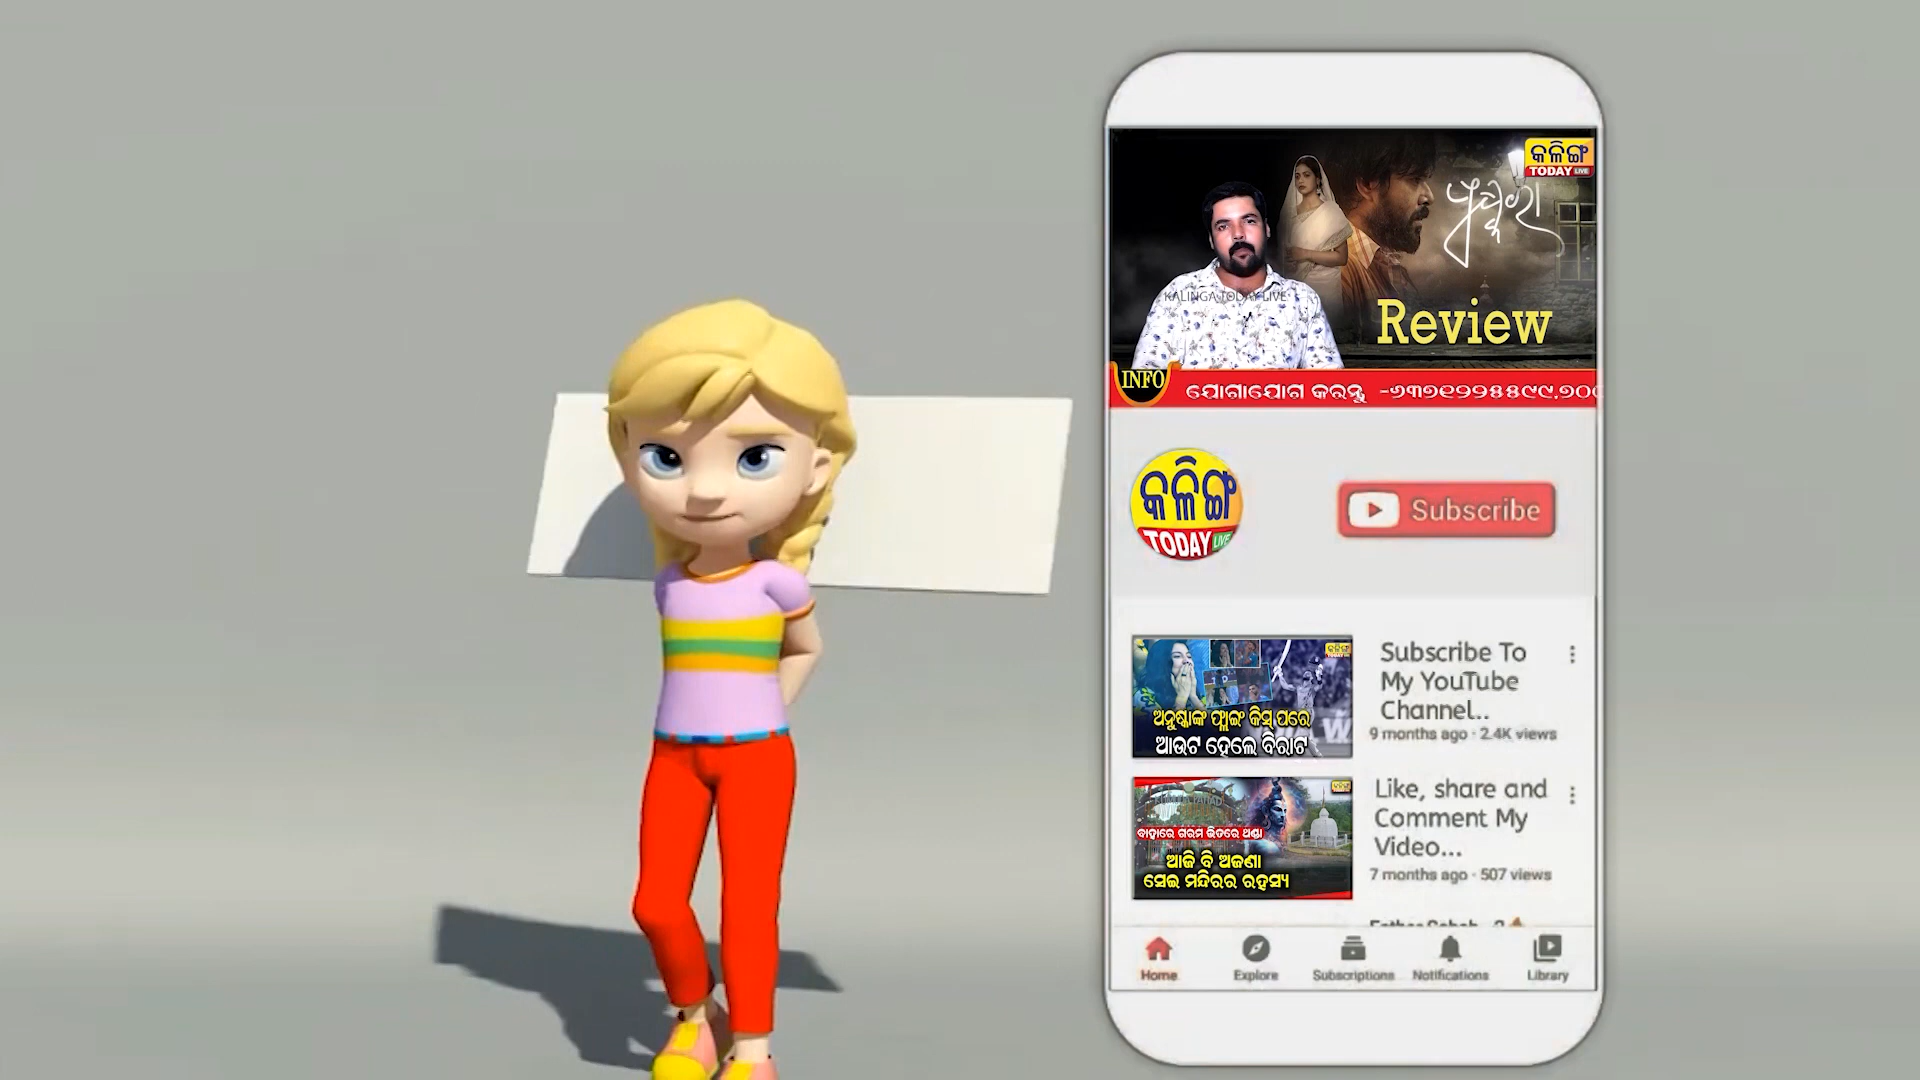 କଳିଙ୍ଗ
TODAY LIVE
KALINGA TODAY LIVE
Review
INFO
ଯୋଗାଯୋଗ କରନ୍ତୁ -୬୩୭୧୨୨୫୫୯୯.୭୦୦
କଳିଙ୍ଗ
TODAY LIVE
Subscribe
ଅନୁଷ୍କାଙ୍କ ଫ୍ଲାଇଂ କିସ୍ ପରେ
ଆଉଟ ହେଲେ ବିରାଟ
Subscribe To
My YouTube
Channel..
9 months ago · 2.4K views
ବାହାରେ ଗରମ ଭିତରେ ଥଣ୍ଡା
ଆଜି ବି ଅଜଣା
ସେଇ ମନ୍ଦିରର ରହସ୍ୟ
Like, share and
Comment My
Video...
7 months ago · 507 views
Home
Explore
Subscriptions
Notifications
Library